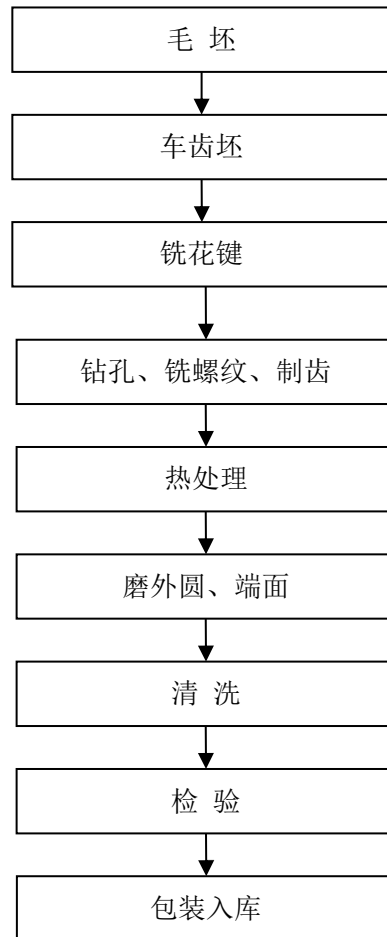 毛 坯
车齿坯
铣花键
钻孔、铣螺纹、制齿
热处理
磨外圆、端面
清 洗
检 验
包装入库